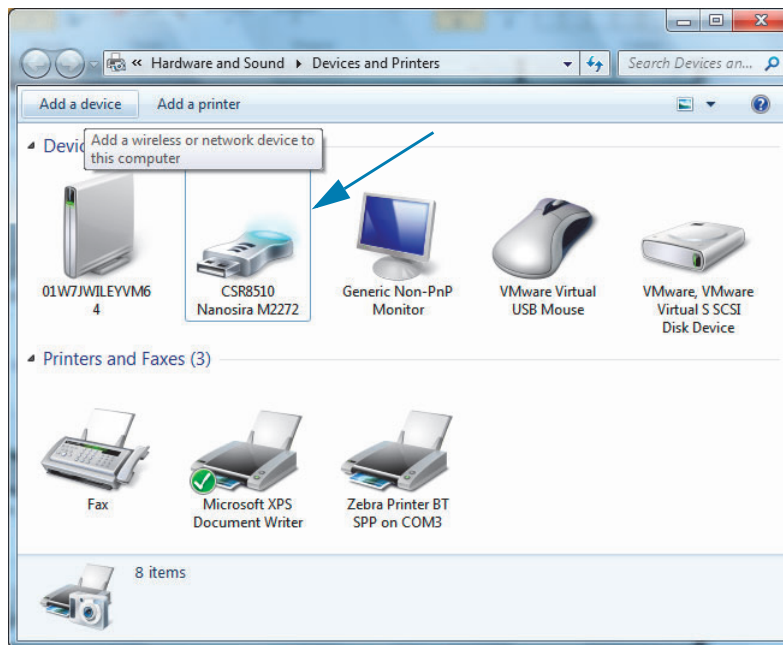 Hardware and Sound
Devices and Printers
Search Devices an...
Add a device
Add a printer
Devic
Add a wireless or network device to
this computer
01W7JWILEYVM6
4
CSR8510
Nanosira M2272
Generic Non-PnP
Monitor
VMware Virtual
USB Mouse
VMware, VMware
Virtual S SCSI
Disk Device
Printers and Faxes (3)
Fax
Microsoft XPS
Document Writer
Zebra Printer BT
SPP on COM3
8 items